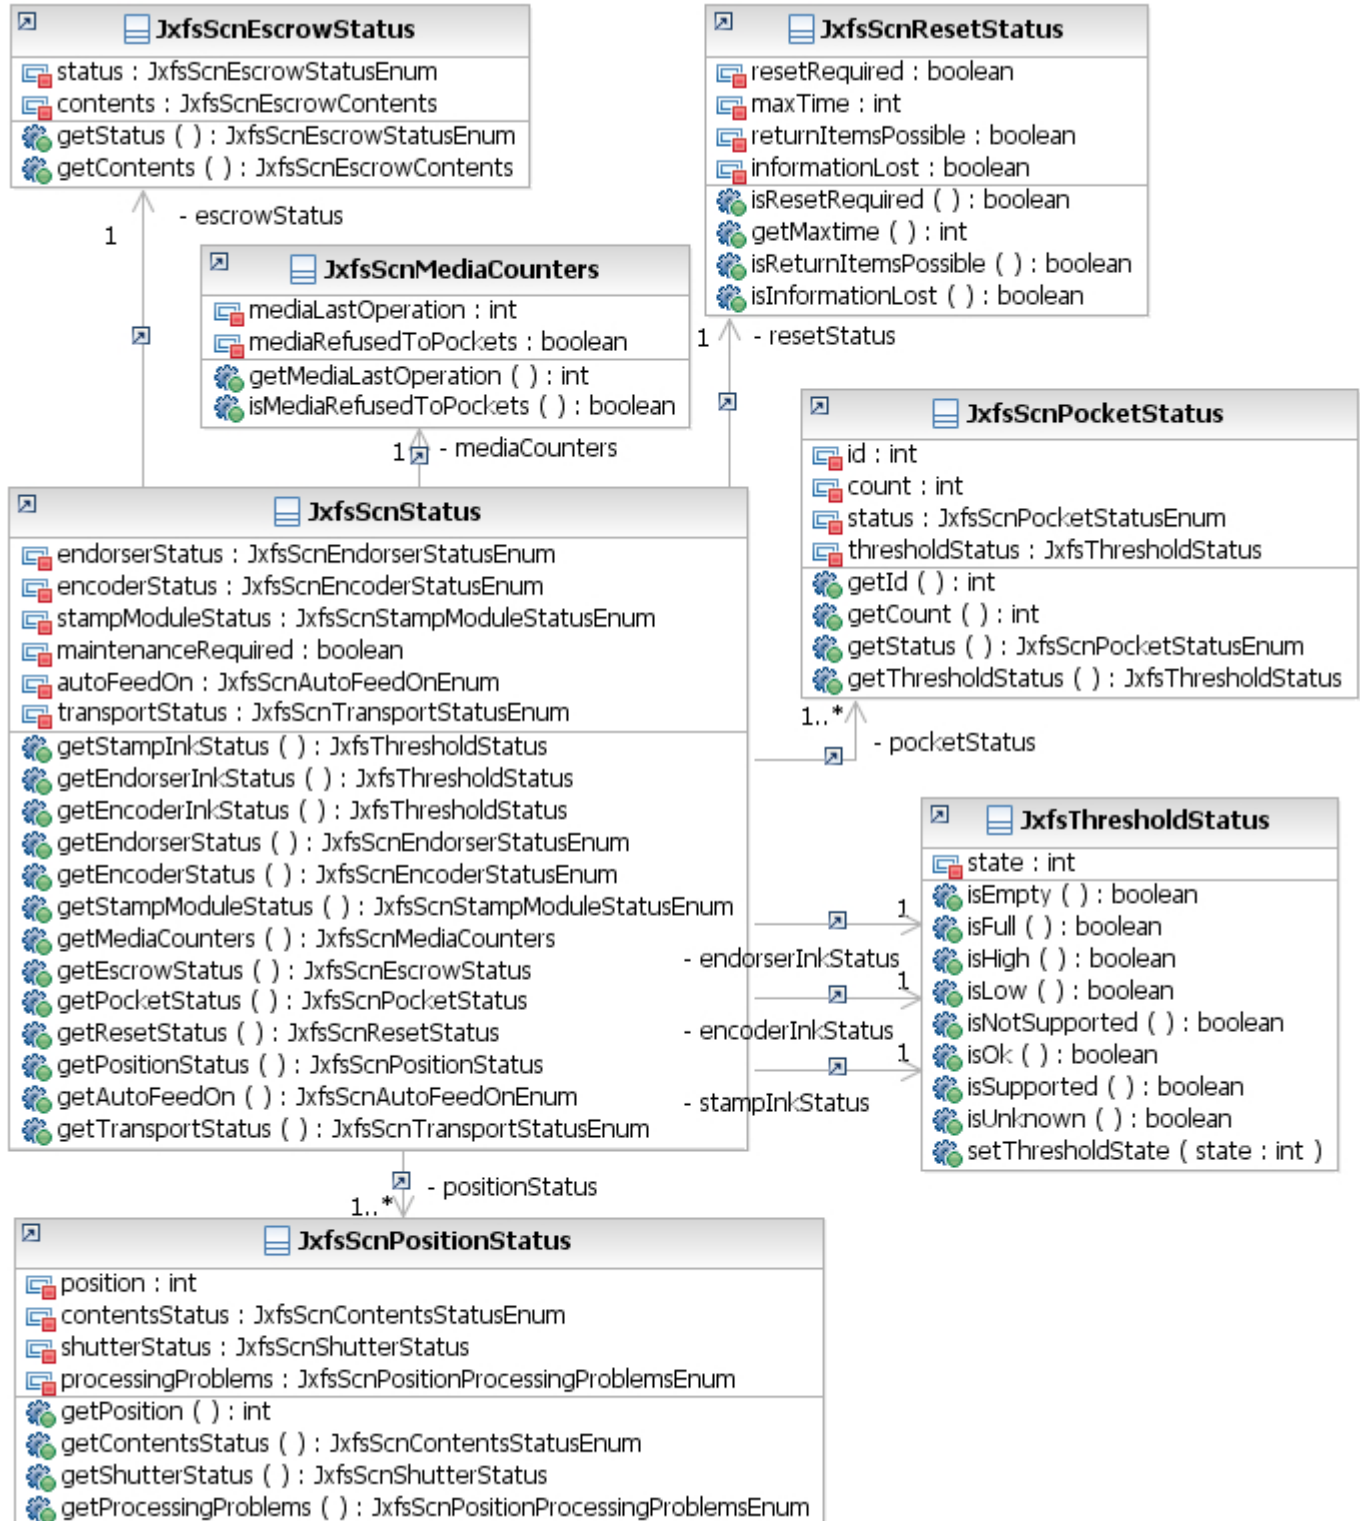 JxfsScnEscrowStatus
status : JxfsScnEscrowStatusEnum
contents : JxfsScnEscrowContents
getStatus ( ) : JxfsScnEscrowStatusEnum
getContents ( ) : JxfsScnEscrowContents
JxfsScnResetStatus
resetRequired : boolean
maxTime : int
returnItemsPossible : boolean
informationLost : boolean
isResetRequired ( ) : boolean
getMaxtime ( ) : int
isReturnItemsPossible ( ) : boolean
isInformationLost ( ) : boolean
- escrowStatus
1
JxfsScnMediaCounters
mediaLastOperation : int
mediaRefusedToPockets : boolean
getMediaLastOperation ( ) : int
isMediaRefusedToPockets ( ) : boolean
1
- resetStatus
1
- mediaCounters
JxfsScnPocketStatus
id : int
count : int
status : JxfsScnPocketStatusEnum
thresholdStatus : JxfsThresholdStatus
getId ( ) : int
getCount ( ) : int
getStatus ( ) : JxfsScnPocketStatusEnum
getThresholdStatus ( ) : JxfsThresholdStatus
1..*
- pocketStatus
JxfsScnStatus
endorserStatus : JxfsScnEndorserStatusEnum
encoderStatus : JxfsScnEncoderStatusEnum
stampModuleStatus : JxfsScnStampModuleStatusEnum
maintenanceRequired : boolean
autoFeedOn : JxfsScnAutoFeedOnEnum
transportStatus : JxfsScnTransportStatusEnum
getStampInkStatus ( ) : JxfsThresholdStatus
getEndorserInkStatus ( ) : JxfsThresholdStatus
getEncoderInkStatus ( ) : JxfsThresholdStatus
getEndorserStatus ( ) : JxfsScnEndorserStatusEnum
getEncoderStatus ( ) : JxfsScnEncoderStatusEnum
getStampModuleStatus ( ) : JxfsScnStampModuleStatusEnum
getMediaCounters ( ) : JxfsScnMediaCounters
getEscrowStatus ( ) : JxfsScnEscrowStatus
getPocketStatus ( ) : JxfsScnPocketStatus
getResetStatus ( ) : JxfsScnResetStatus
getPositionStatus ( ) : JxfsScnPositionStatus
getAutoFeedOn ( ) : JxfsScnAutoFeedOnEnum
getTransportStatus ( ) : JxfsScnTransportStatusEnum
1
- endorserInkStatus
1
- encoderInkStatus
1
- stampInkStatus
JxfsThresholdStatus
state : int
isEmpty ( ) : boolean
isFull ( ) : boolean
isHigh ( ) : boolean
isLow ( ) : boolean
isNotSupported ( ) : boolean
isOk ( ) : boolean
isSupported ( ) : boolean
isUnknown ( ) : boolean
setThresholdState ( state : int )
- positionStatus
1..*
JxfsScnPositionStatus
position : int
contentsStatus : JxfsScnContentsStatusEnum
shutterStatus : JxfsScnShutterStatus
processingProblems : JxfsScnPositionProcessingProblemsEnum
getPosition ( ) : int
getContentsStatus ( ) : JxfsScnContentsStatusEnum
getShutterStatus ( ) : JxfsScnShutterStatus
getProcessingProblems ( ) : JxfsScnPositionProcessingProblemsEnum